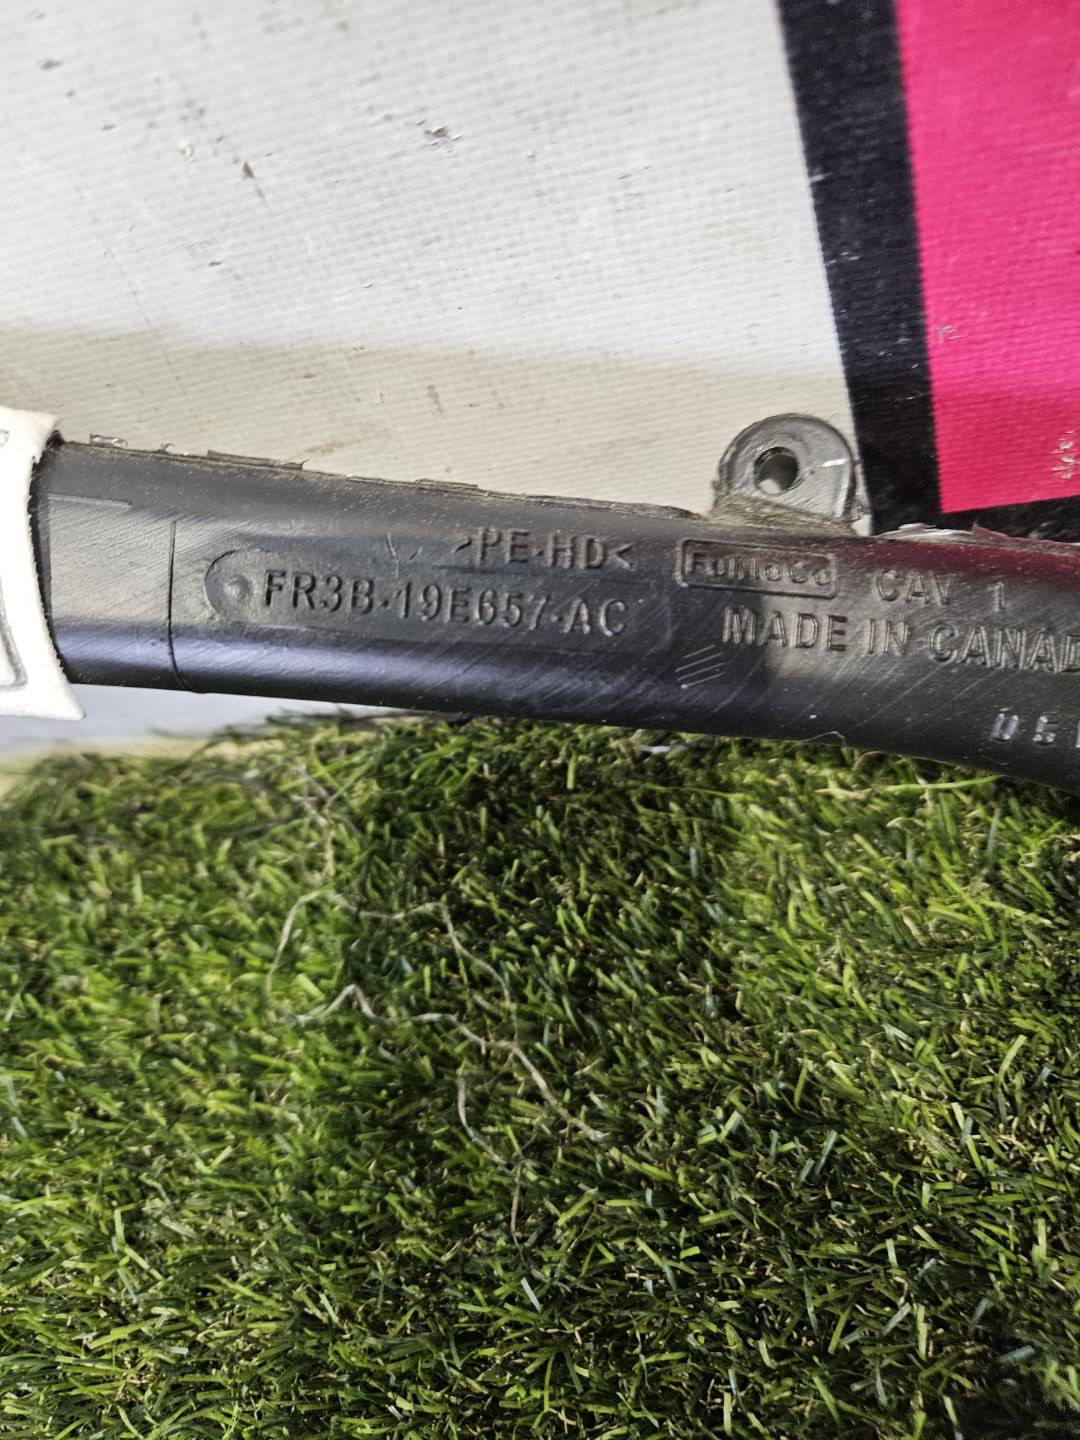 >PE-HD<
FoMoCo
CAV 1
FR3B-19E657-AC
MADE IN CANAD